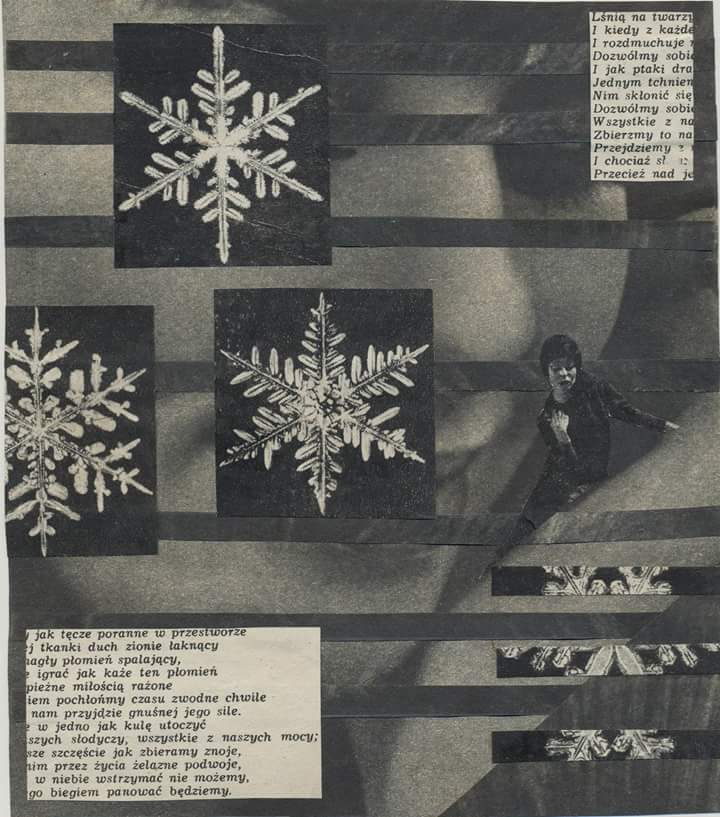 Lśnią na twarzy
I kiedy z każde
I rozdmuchuje
Dozwólmy sobi
I jak ptaki dra
Jednym tchnien
Nim skłonić się
Dozwólmy sobi
Wszystkie z na
Zbierzmy to na
Przejdziemy z
I chociaż sł
Przecież nad je
jak tęcze poranne w przestworze
j tkanki duch zionie łaknący
nagły płomień spalający,
e igrać jak każe ten płomień
pieżne miłością rażone
iem pochłońmy czasu zwodne chwile
nam przyjdzie gnuśnej jego sile.
e w jedno jak kulę utoczyć
szych słodyczy, wszystkie z naszych mocy;
sze szczęście jak zbieramy znoje,
nim przez życia żelazne podwoje,
w niebie wstrzymać nie możemy,
go biegiem panować będziemy.